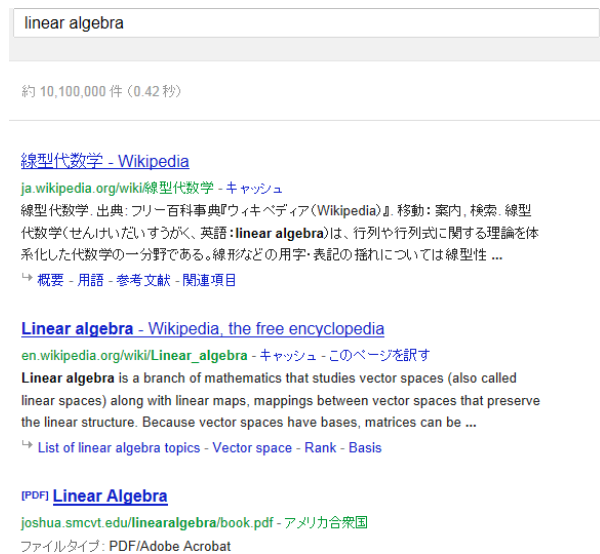 linear algebra
約 10,100,000 件 (0.42 秒)
線型代数学 - Wikipedia
ja.wikipedia.org/wiki/線型代数学 - キャッシュ
線型代数学. 出典: フリー百科事典『ウィキペディア(Wikipedia)』. 移動: 案内, 検索. 線型
代数学(せんけいだいすうがく、英語:linear algebra)は、行列や行列式に関する理論を体
系化した代数学の一分野である。線形などの用字・表記の揺れについては線型性 ...
概要 - 用語 - 参考文献 - 関連項目
Linear algebra - Wikipedia, the free encyclopedia
en.wikipedia.org/wiki/Linear_algebra - キャッシュ - このページを訳す
Linear algebra is a branch of mathematics that studies vector spaces (also called
linear spaces) along with linear maps, mappings between vector spaces that preserve
the linear structure. Because vector spaces have bases, matrices can be ...
List of linear algebra topics - Vector space - Rank - Basis
[PDF] Linear Algebra
joshua.smcvt.edu/linearalgebra/book.pdf - アメリカ合衆国
ファイルタイプ: PDF/Adobe Acrobat